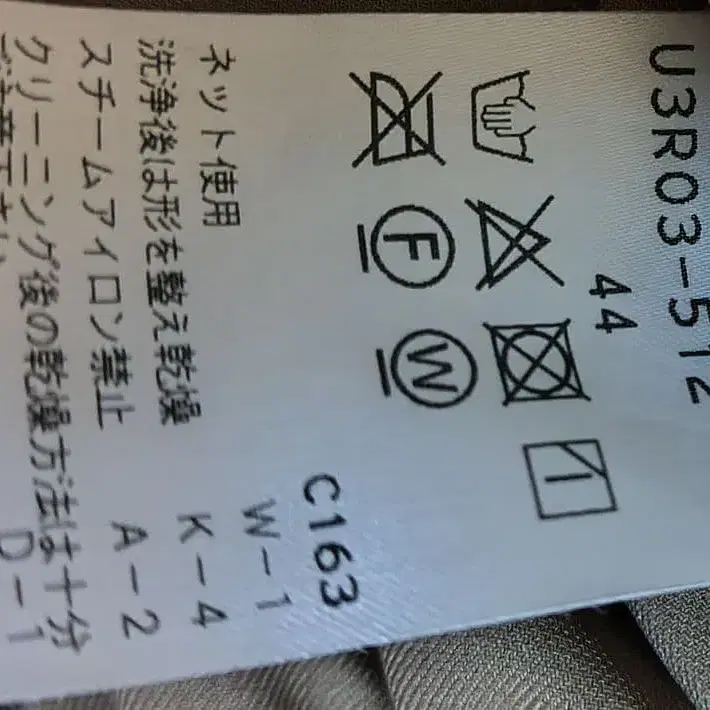 U3R03-512
44
F
W
C163
ネット使用
W-1
洗浄後は形を整え乾燥
K-4
スチームアイロン禁止
A-2
クリーニング後の乾燥方法は十分
D-1